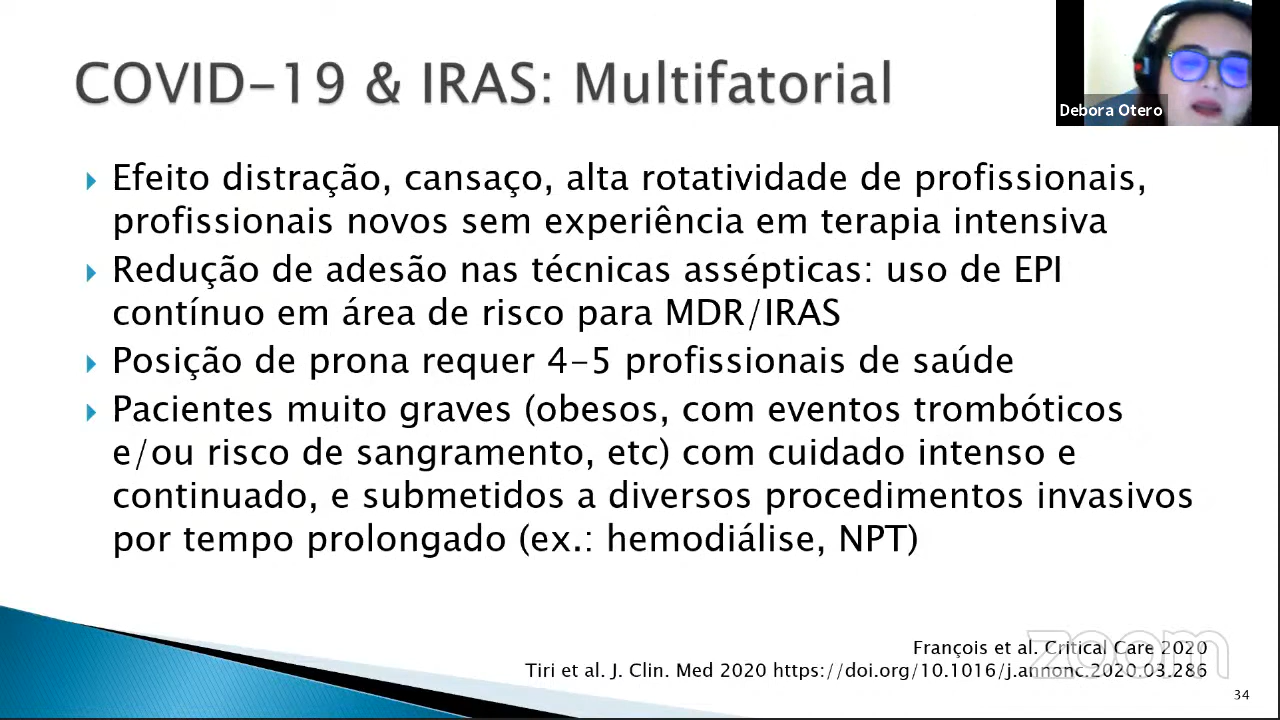 COVID-19 & IRAS: Multifatorial
Debora Otero
Efeito distração, cansaço, alta rotatividade de profissionais,
profissionais novos sem experiência em terapia intensiva
Redução de adesão nas técnicas assépticas: uso de EPI
contínuo em área de risco para MDR/IRAS
Posição de prona requer 4-5 profissionais de saúde
Pacientes muito graves (obesos, com eventos trombóticos
e/ou risco de sangramento, etc) com cuidado intenso e
continuado, e submetidos a diversos procedimentos invasivos
por tempo prolongado (ex.: hemodiálise, NPT)
François et al. Critical Care 2020
Tiri et al. J. Clin. Med 2020 https://doi.org/10.1016/j.annonc.2020.03.286
zoom
34